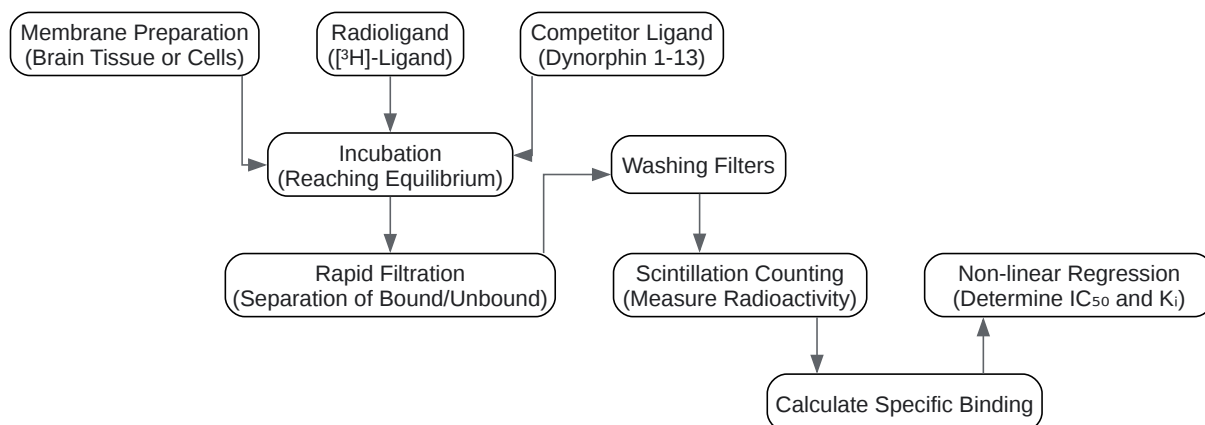 Membrane Preparation
(Brain Tissue or Cells)
Radioligand
([³H]-Ligand)
Competitor Ligand
(Dynorphin 1-13)
Incubation
(Reaching Equilibrium)
Washing Filters
Rapid Filtration
(Separation of Bound/Unbound)
Scintillation Counting
(Measure Radioactivity)
Non-linear Regression
(Determine IC₅₀ and Kᵢ)
Calculate Specific Binding